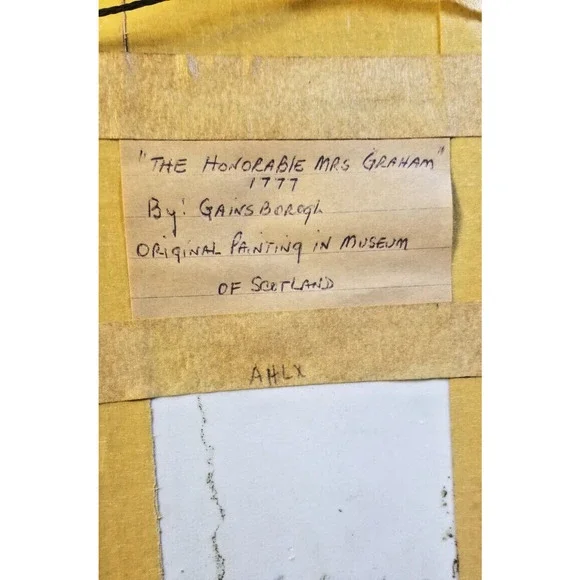 "THE HONORABLE MRS GRAHAM"
1777
By: GAINSBOROGh
ORIGINAL PAINTING IN MUSEUM
OF SCOTLAND
AHLX